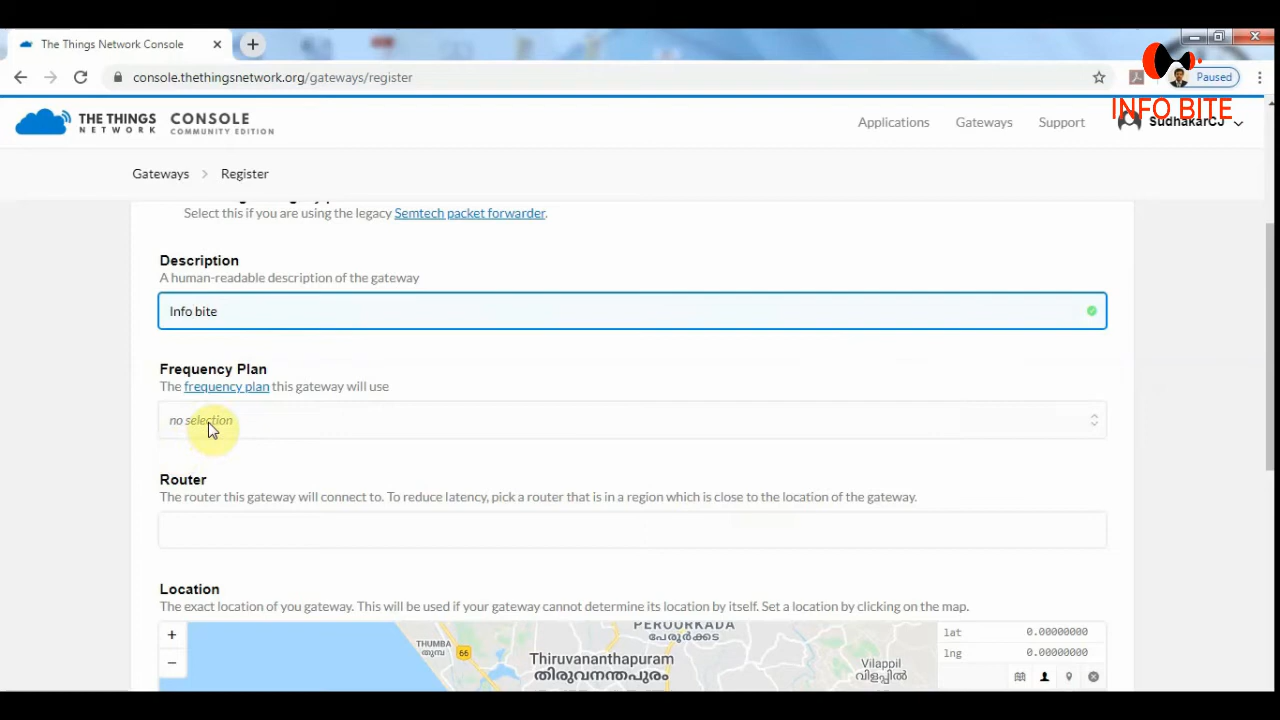 The Things Network Console
console.thethingsnetwork.org/gateways/register
Paused
INFO BITE
THE THINGS
NETWORK
CONSOLE
COMMUNITY EDITION
Applications
Gateways
Support
SudhakarCJ
Gateways
Register
Select this if you are using the legacy Semtech packet forwarder.
Description
A human-readable description of the gateway
Info bite
Frequency Plan
The frequency plan this gateway will use
no selection
Router
The router this gateway will connect to. To reduce latency, pick a router that is in a region which is close to the location of the gateway.
Location
The exact location of you gateway. This will be used if your gateway cannot determine its location by itself. Set a location by clicking on the map.
+
−
THUMBA
തുമ്പ
66
PEROORKADA
പേരൂർക്കട
Thiruvananthapuram
തിരുവനന്തപുരം
Vilappil
വിളപ്പിൽ
lat 0.00000000
lng 0.00000000